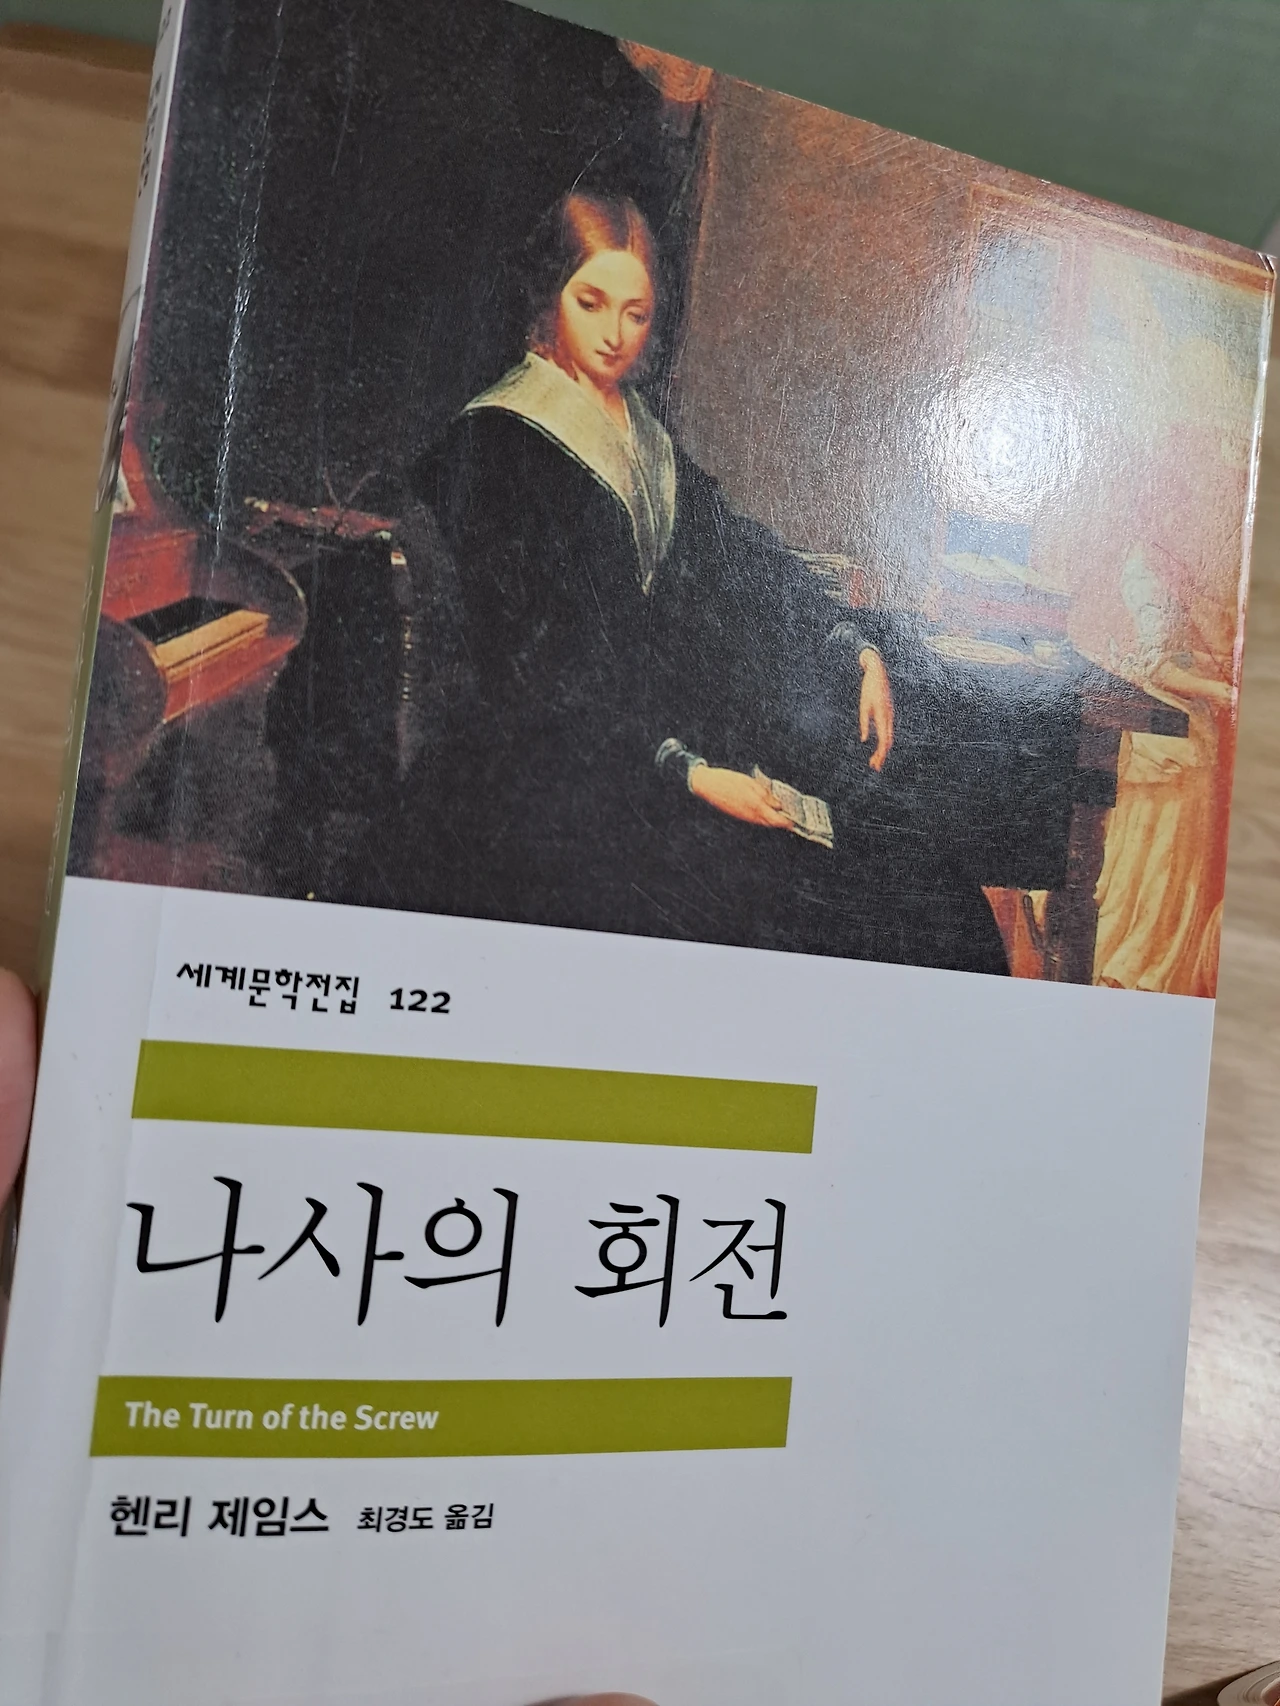 세계문학전집 122
나사의 회전
The Turn of the Screw
헨리 제임스 최경도 옮김